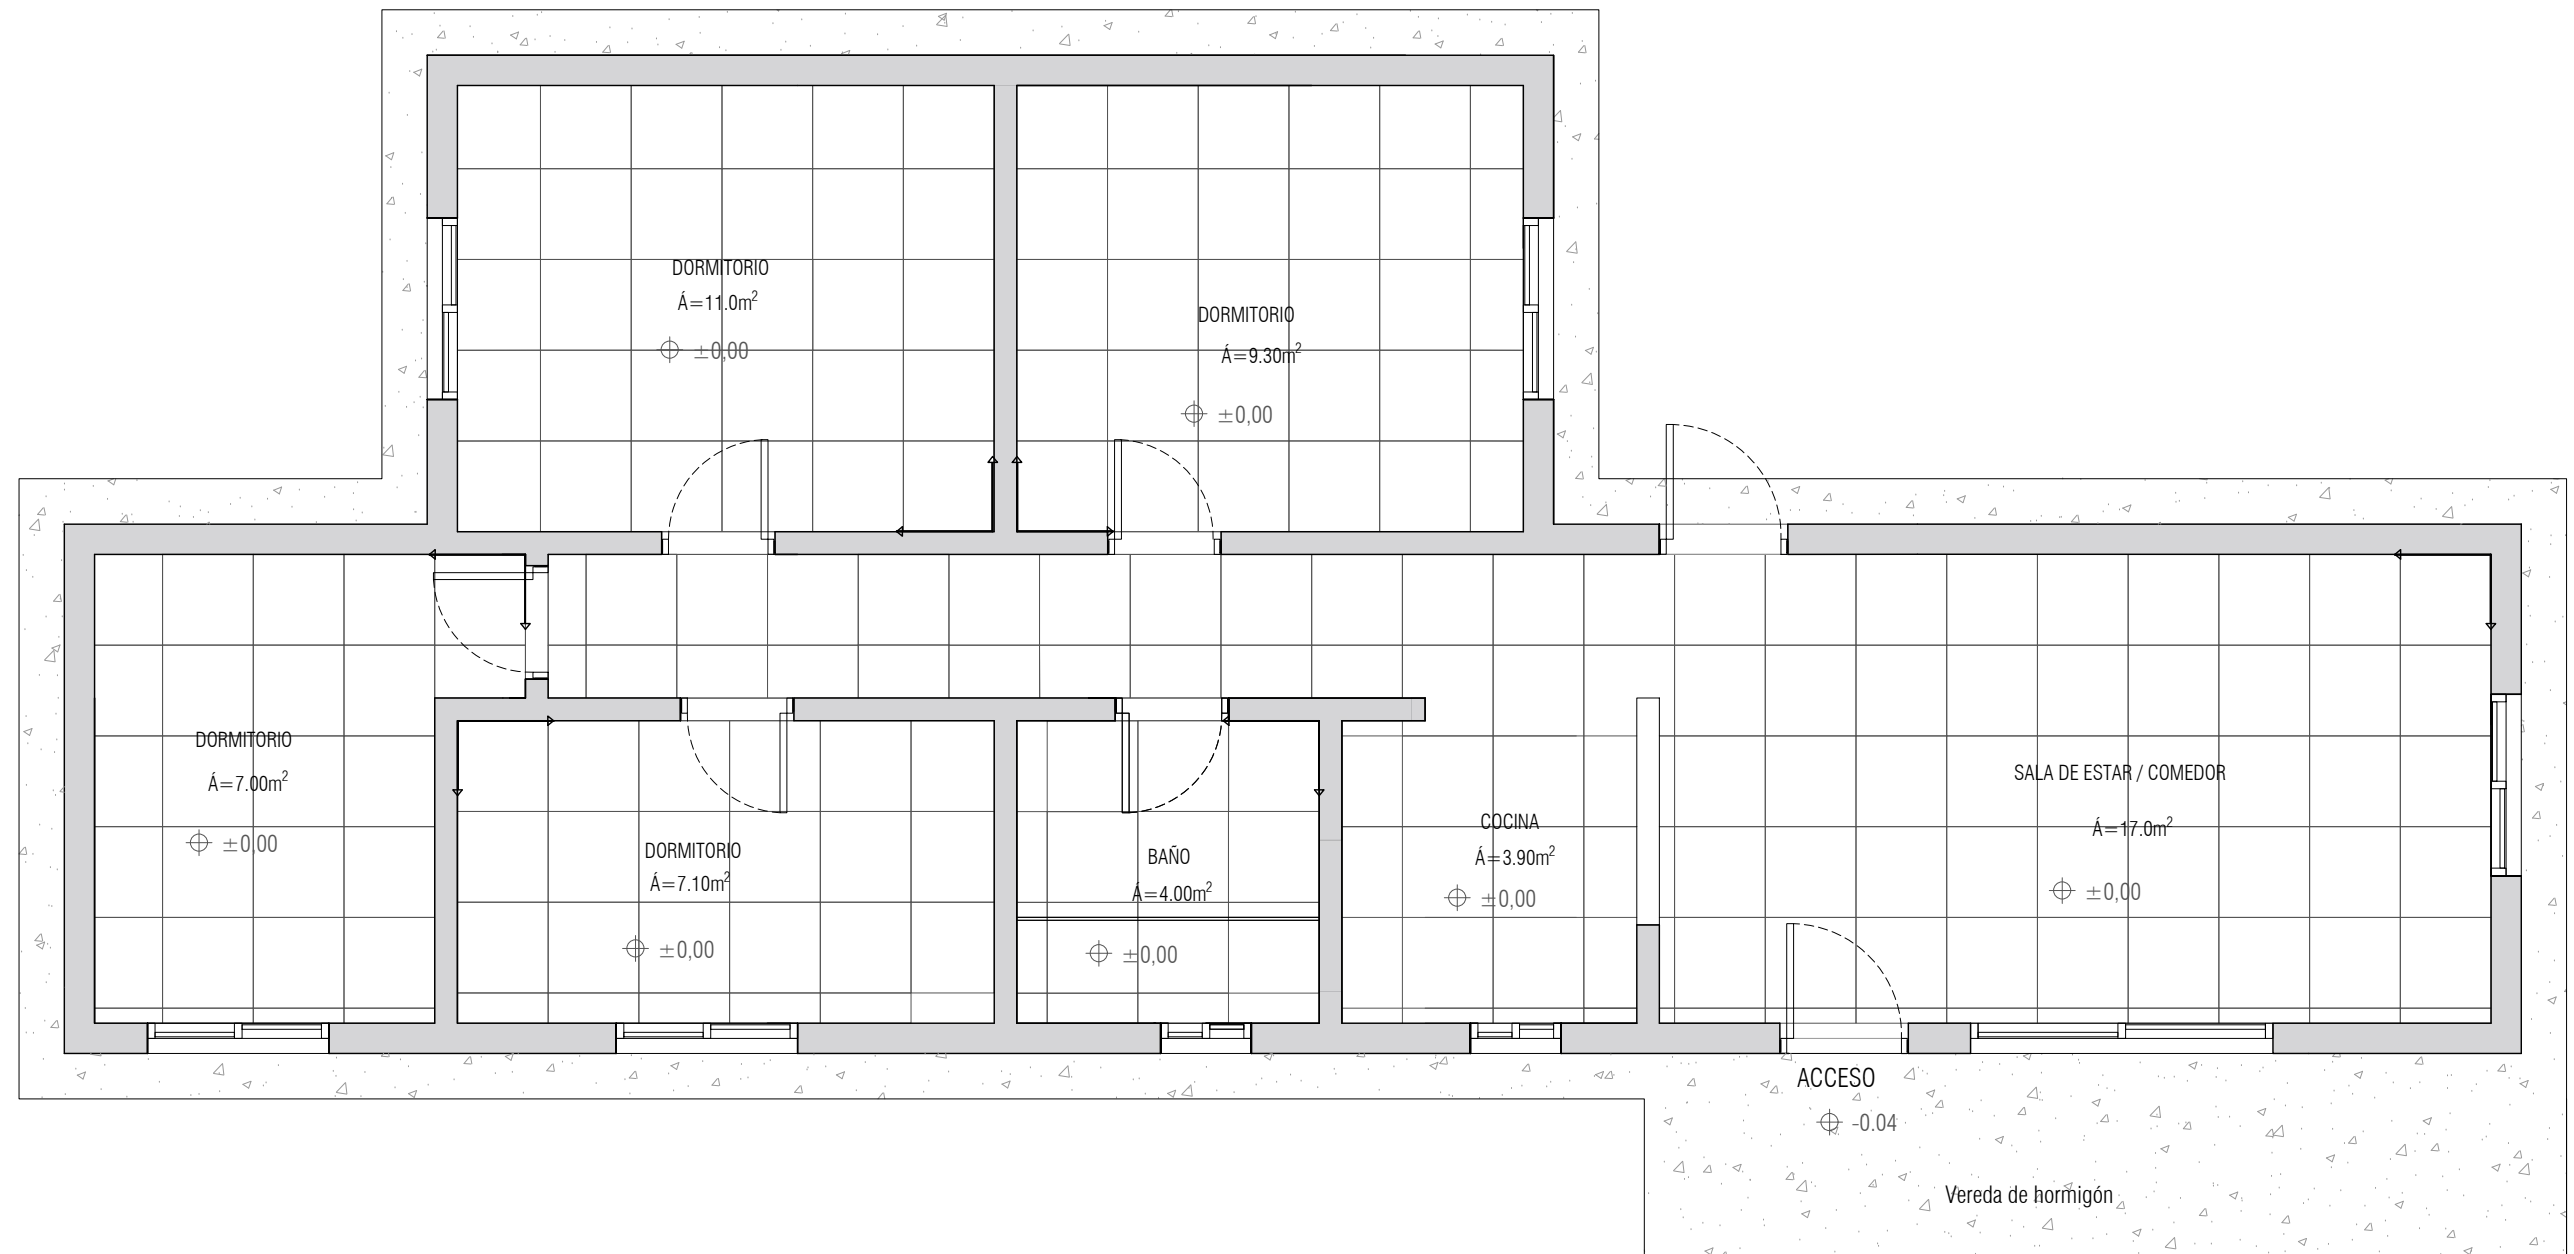 DORMITORIO
Á=11.0m²
±0,00
DORMITORIO
Á=9.30m²
±0,00
DORMITORIO
Á=7.00m²
±0,00
DORMITORIO
Á=7.10m²
±0,00
BAÑO
Á=4.00m²
±0,00
COCINA
Á=3.90m²
±0,00
SALA DE ESTAR / COMEDOR
Á=17.0m²
±0,00
ACCESO
-0.04
Vereda de hormigón